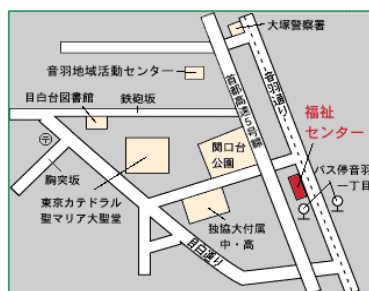 大塚警察署
音羽地域活動センター
首都高速5号線
音羽通り
目白台図書館
鉄砲坂
福祉
センター
関口台
公園
バス停音羽
一丁目
胸突坂
東京カテドラル
聖マリア大聖堂
独協大付属
中・高
目白通り